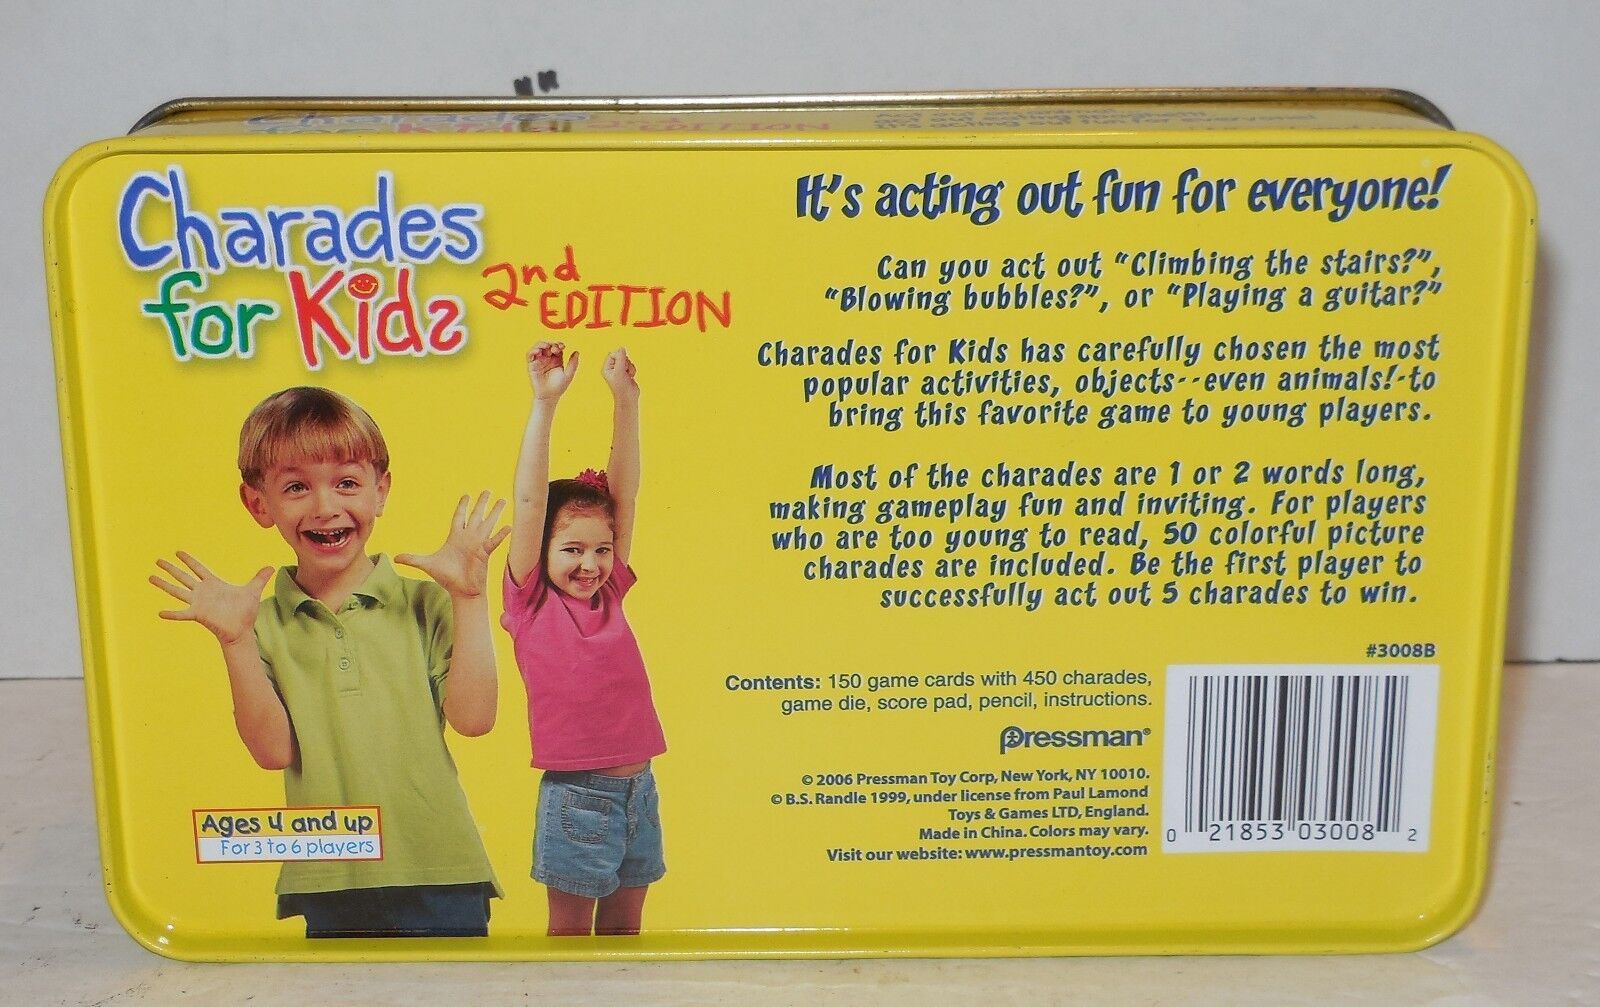 Charades
for Kids 2nd EDITION
Charades
for Kids
2nd
EDITION
It's acting out fun for everyone!
Can you act out "Climbing the stairs?",
"Blowing bubbles?", or "Playing a guitar?"
Charades for Kids has carefully chosen the most
popular activities, objects--even animals!-to
bring this favorite game to young players.
Most of the charades are 1 or 2 words long,
making gameplay fun and inviting. For players
who are too young to read, 50 colorful picture
charades are included. Be the first player to
successfully act out 5 charades to win.
#3008B
Contents: 150 game cards with 450 charades,
game die, score pad, pencil, instructions.
Pressman®
© 2006 Pressman Toy Corp, New York, NY 10010.
© B.S. Randle 1999, under license from Paul Lamond
Toys & Games LTD, England.
Made in China. Colors may vary.
Visit our website: www.pressmantoy.com
0 21853 03008 2
Ages 4 and up
For 3 to 6 players